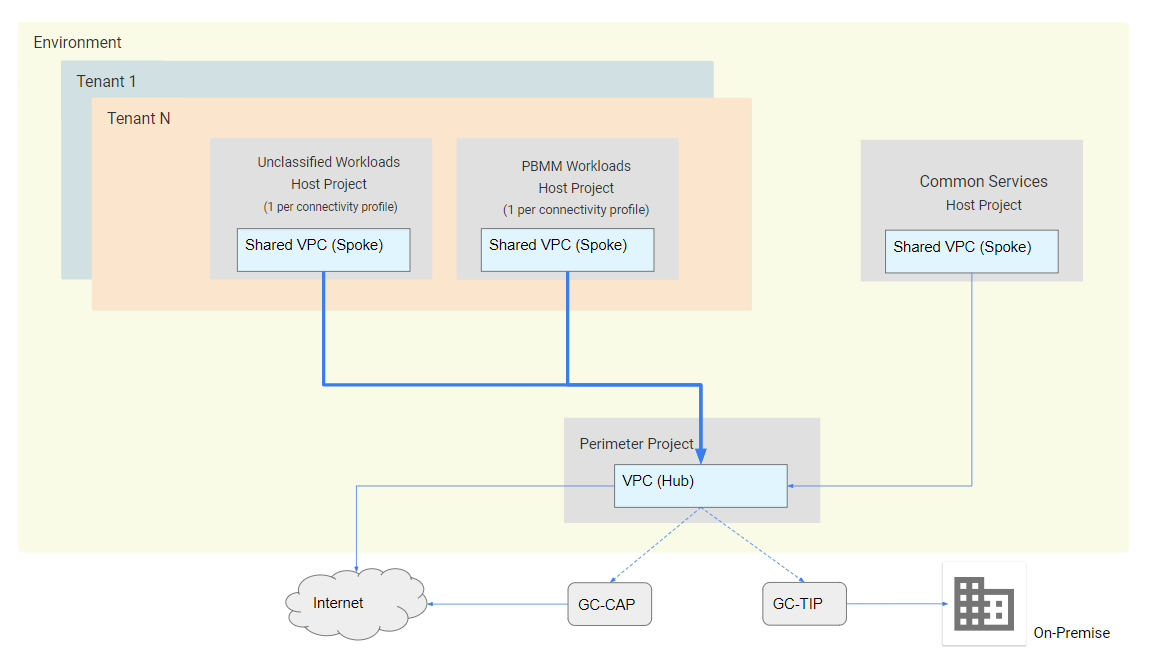 Environment
Tenant 1
Tenant N
Unclassified Workloads
Host Project
(1 per connectivity profile)
Shared VPC (Spoke)
PBMM Workloads
Host Project
(1 per connectivity profile)
Shared VPC (Spoke)
Common Services
Host Project
Shared VPC (Spoke)
Perimeter Project
VPC (Hub)
Internet
GC-CAP
GC-TIP
On-Premise